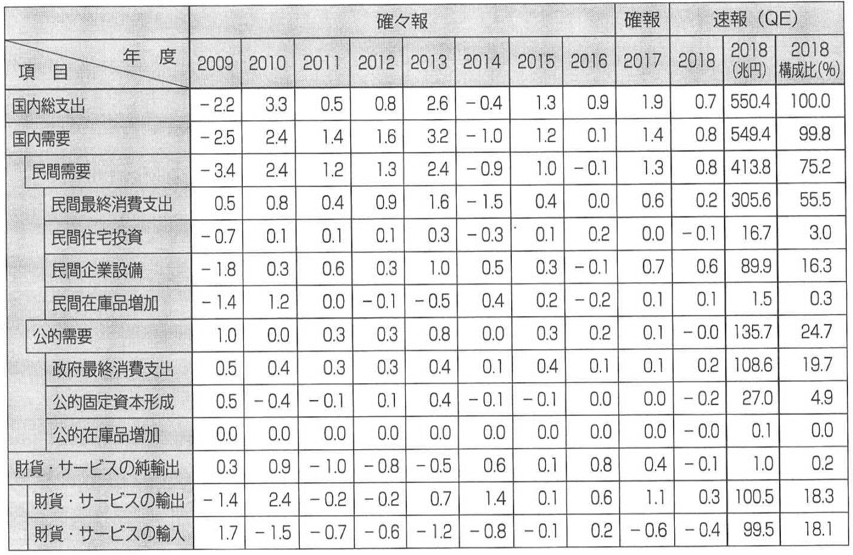 確々報 確報 速報（QE）
年 度
項 目 2009 2010 2011 2012 2013 2014 2015 2016 2017 2018 2018（兆円） 2018構成比（%）
国内総支出 －2.2 3.3 0.5 0.8 2.6 －0.4 1.3 0.9 1.9 0.7 550.4 100.0
国内需要 －2.5 2.4 1.4 1.6 3.2 －1.0 1.2 0.1 1.4 0.8 549.4 99.8
民間需要 －3.4 2.4 1.2 1.3 2.4 －0.9 1.0 －0.1 1.3 0.8 413.8 75.2
民間最終消費支出 0.5 0.8 0.4 0.9 1.6 －1.5 0.4 0.0 0.6 0.2 305.6 55.5
民間住宅投資 －0.7 0.1 0.1 0.1 0.3 －0.3 0.1 0.2 0.0 －0.1 16.7 3.0
民間企業設備 －1.8 0.3 0.6 0.3 1.0 0.5 0.3 －0.1 0.7 0.6 89.9 16.3
民間在庫品増加 －1.4 1.2 0.0 －0.1 －0.5 0.4 0.2 －0.2 0.1 0.1 1.5 0.3
公的需要 1.0 0.0 0.3 0.3 0.8 0.0 0.3 0.2 0.1 －0.0 135.7 24.7
政府最終消費支出 0.5 0.4 0.3 0.3 0.4 0.1 0.4 0.1 0.1 0.2 108.6 19.7
公的固定資本形成 0.5 －0.4 －0.1 0.1 0.4 －0.1 －0.1 0.0 0.0 －0.2 27.0 4.9
公的在庫品増加 0.0 0.0 0.0 0.0 0.0 0.0 0.0 0.0 0.0 －0.0 0.1 0.0
財貨・サービスの純輸出 0.3 0.9 －1.0 －0.8 －0.5 0.6 0.1 0.8 0.4 －0.1 1.0 0.2
財貨・サービスの輸出 －1.4 2.4 －0.2 －0.2 0.7 1.4 0.1 0.6 1.1 0.3 100.5 18.3
財貨・サービスの輸入 1.7 －1.5 －0.7 －0.6 －1.2 －0.8 －0.1 0.2 －0.6 －0.4 99.5 18.1